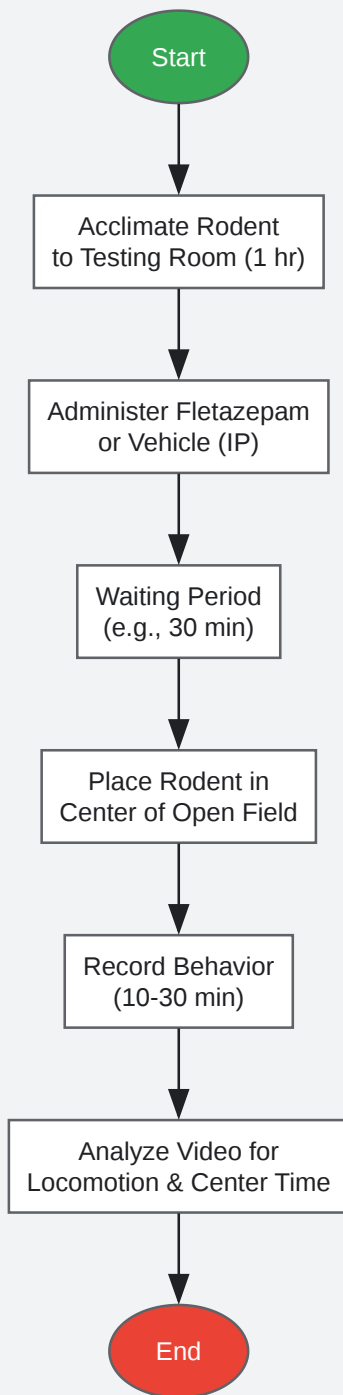 Start
Acclimate Rodent
to Testing Room (1 hr)
Administer Fletazepam
or Vehicle (IP)
Waiting Period
(e.g., 30 min)
Place Rodent in
Center of Open Field
Record Behavior
(10-30 min)
Analyze Video for
Locomotion & Center Time
End